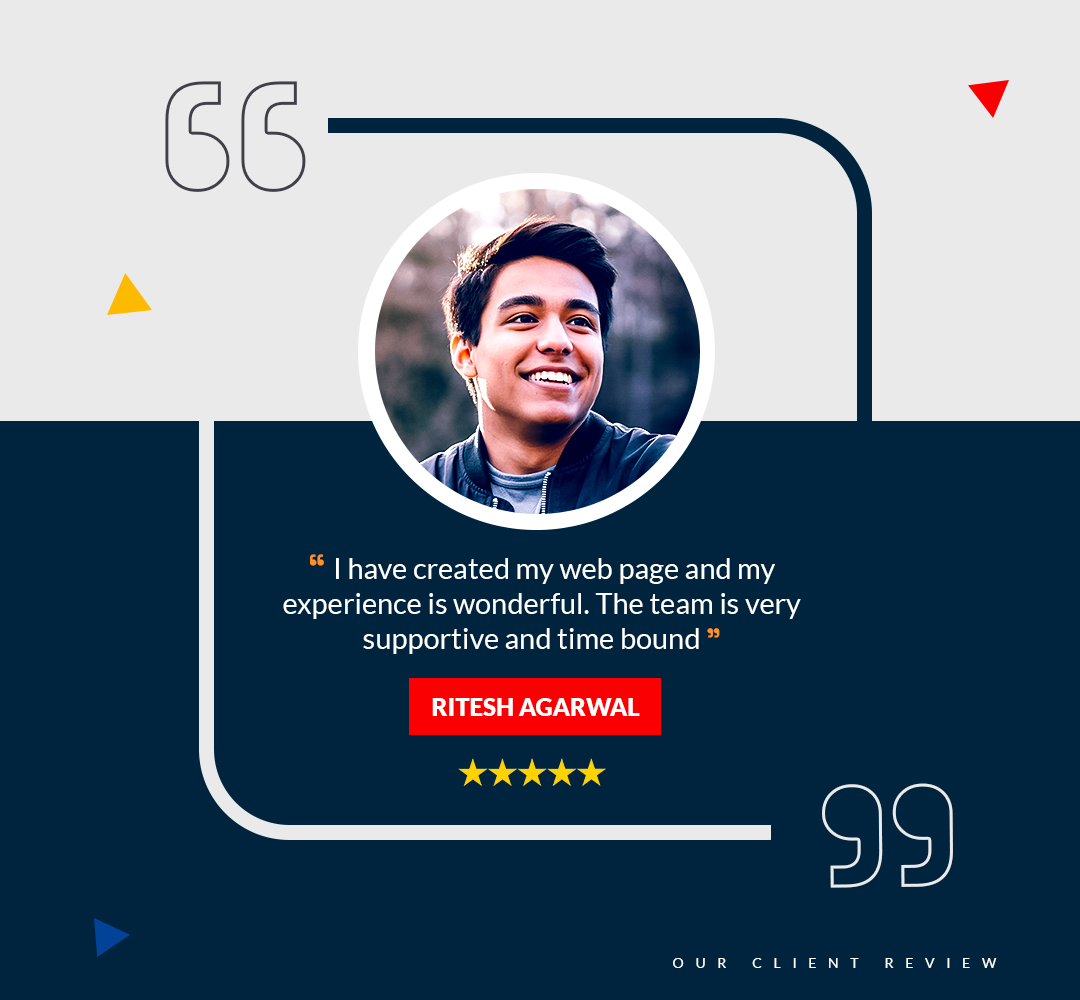 “ I have created my web page and my
experience is wonderful. The team is very
supportive and time bound ”
RITESH AGARWAL
OUR CLIENT REVIEW